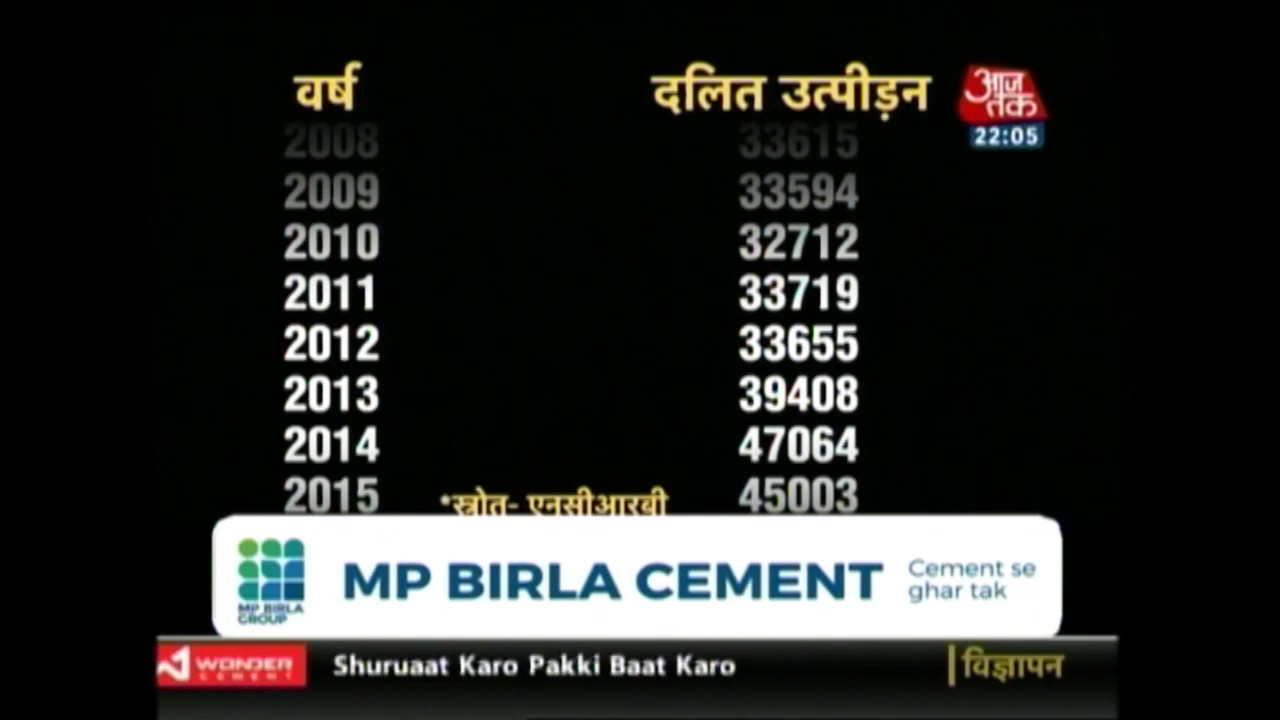 वर्ष दलित उत्पीड़न
आज
तक
22:05
2008 33615
2009 33594
2010 32712
2011 33719
2012 33655
2013 39408
2014 47064
2015 45003
*स्त्रोत- एनसीआरबी
MP BIRLA
GROUP
MP BIRLA CEMENT
Cement se
ghar tak
WONDER
CEMENT
Shuruaat Karo Pakki Baat Karo
विज्ञापन